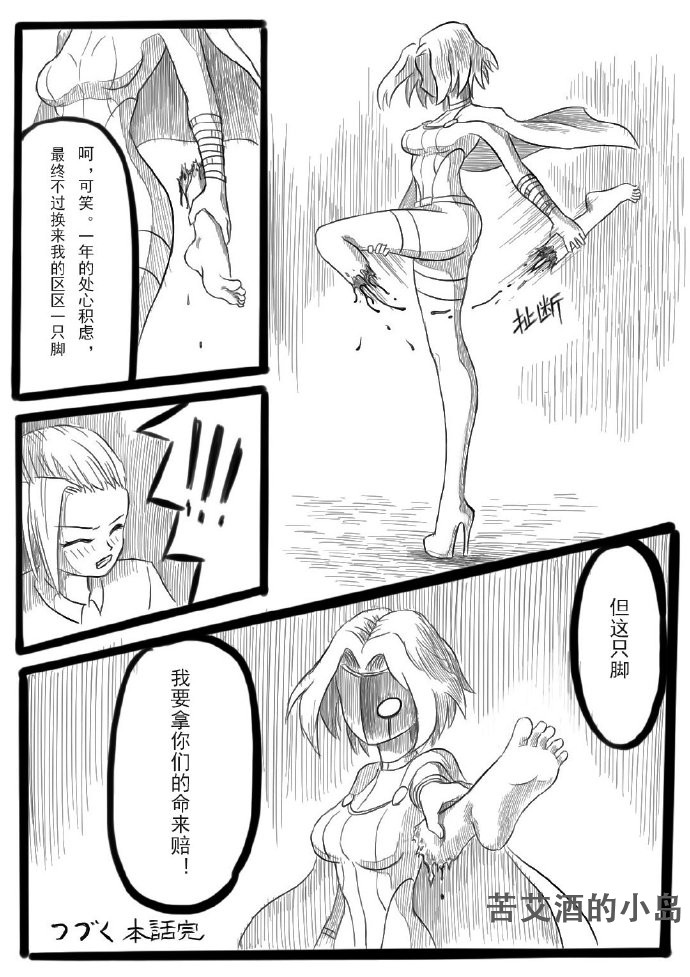 扯断
呵，可笑。一年的处心积虑，
最终不过换来我的区区一只脚
!!!
但这只脚
我要拿你们的命来赔！
つづく 本話完
苦艾酒的小岛